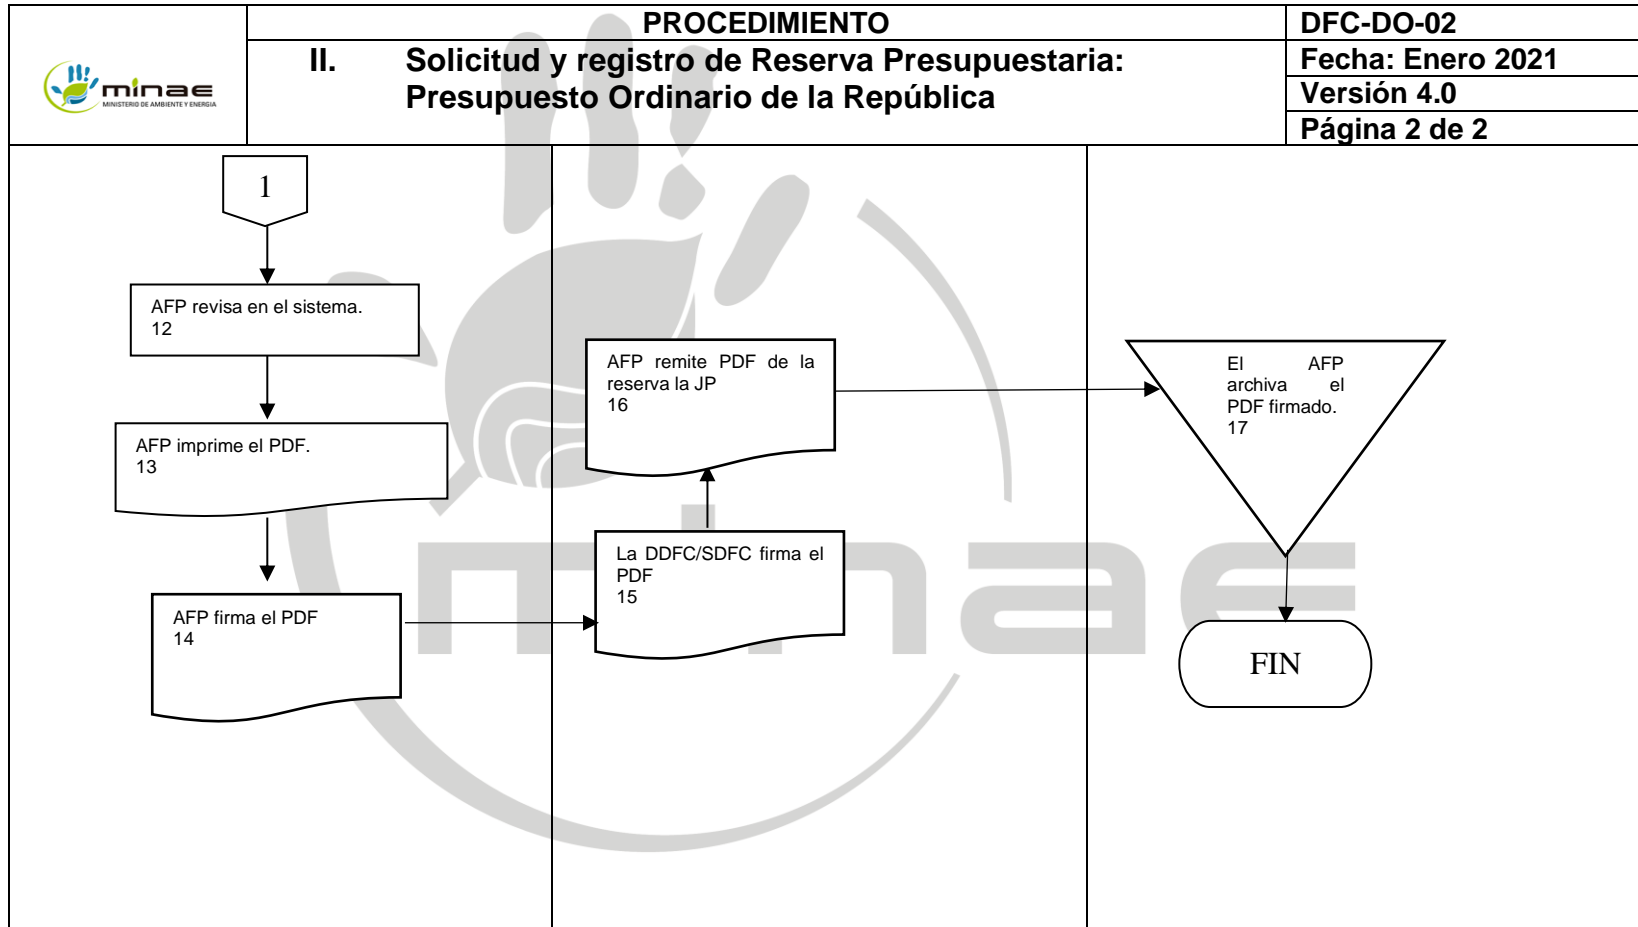 minae
MINISTERIO DE AMBIENTE Y ENERGIA
PROCEDIMIENTO
II. Solicitud y registro de Reserva Presupuestaria:
Presupuesto Ordinario de la República
DFC-DO-02
Fecha: Enero 2021
Versión 4.0
Página 2 de 2
1
AFP revisa en el sistema.
12
AFP imprime el PDF.
13
AFP firma el PDF
14
AFP remite PDF de la
reserva la JP
16
La DDFC/SDFC firma el
PDF
15
El AFP
archiva el
PDF firmado.
17
FIN
minae